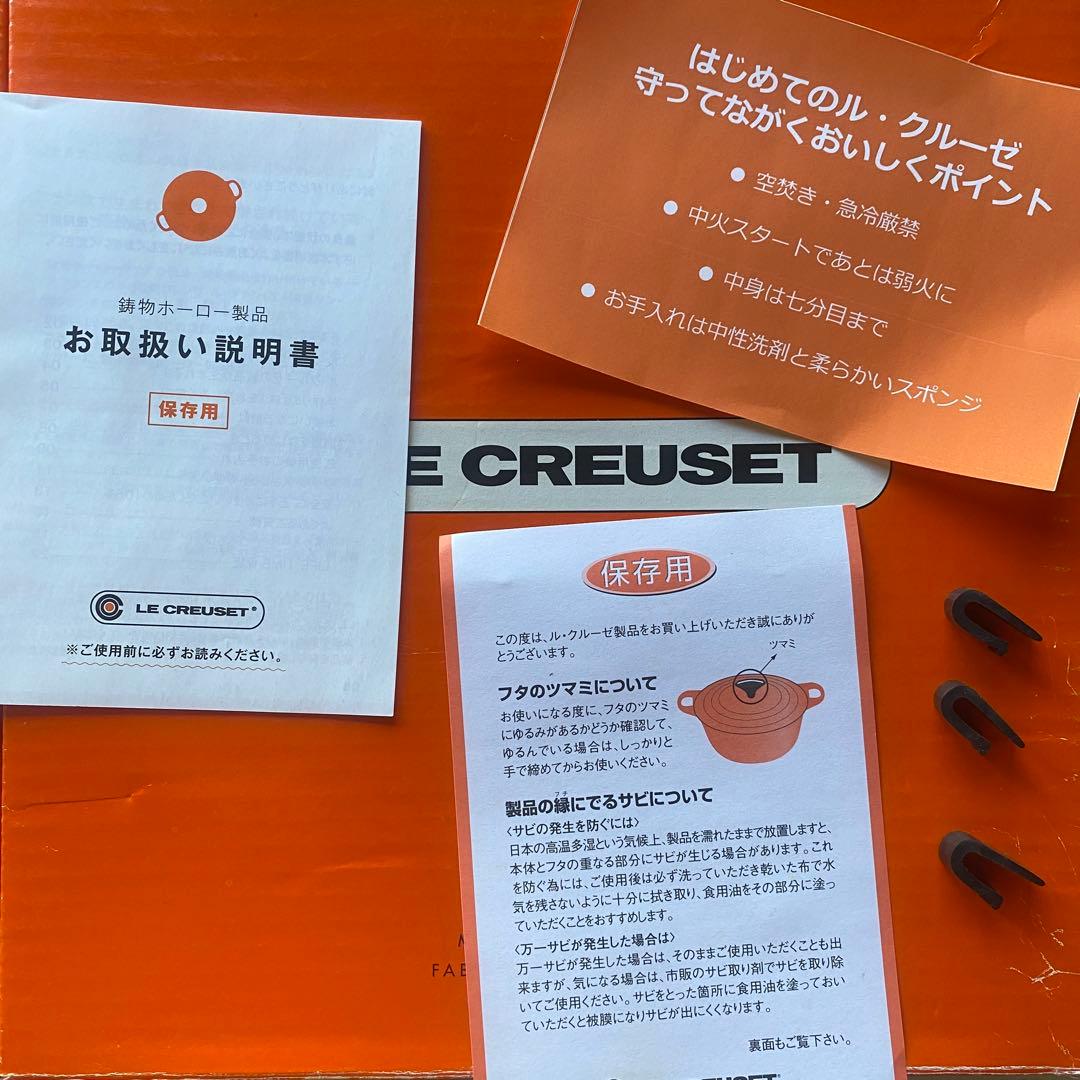 鋳物ホーロー製品
お取扱い説明書
保存用
LE CREUSET®
※ご使用前に必ずお読みください。
はじめてのル・クルーゼ
守ってながくおいしくポイント
● 空焚き・急冷厳禁
● 中火スタートであとは弱火に
● 中身は七分目まで
● お手入れは中性洗剤と柔らかいスポンジ
E CREUSET
保存用
この度は、ル・クルーゼ製品をお買い上げいただき誠にありが
とうございます。
ツマミ
フタのツマミについて
お使いになる度に、フタのツマミ
にゆるみがあるかどうか確認して、
ゆるんでいる場合は、しっかりと
手で締めてからお使いください。
フチ
製品の縁にでるサビについて
〈サビの発生を防ぐには〉
日本の高温多湿という気候上、製品を濡れたままで放置しますと、
本体とフタの重なる部分にサビが生じる場合があります。これ
を防ぐ為には、ご使用後は必ず洗っていただき乾いた布で水
気を残さないように十分に拭き取り、食用油をその部分に塗っ
ていただくことをおすすめします。
〈万一サビが発生した場合は〉
万一サビが発生した場合は、そのままご使用いただくことも出
来ますが、気になる場合は、市販のサビ取り剤でサビを取り除
いてご使用ください。サビをとった箇所に食用油を塗っておい
ていただくと被膜になりサビが出にくくなります。
裏面もご覧下さい。
M
FAB
CREUSET